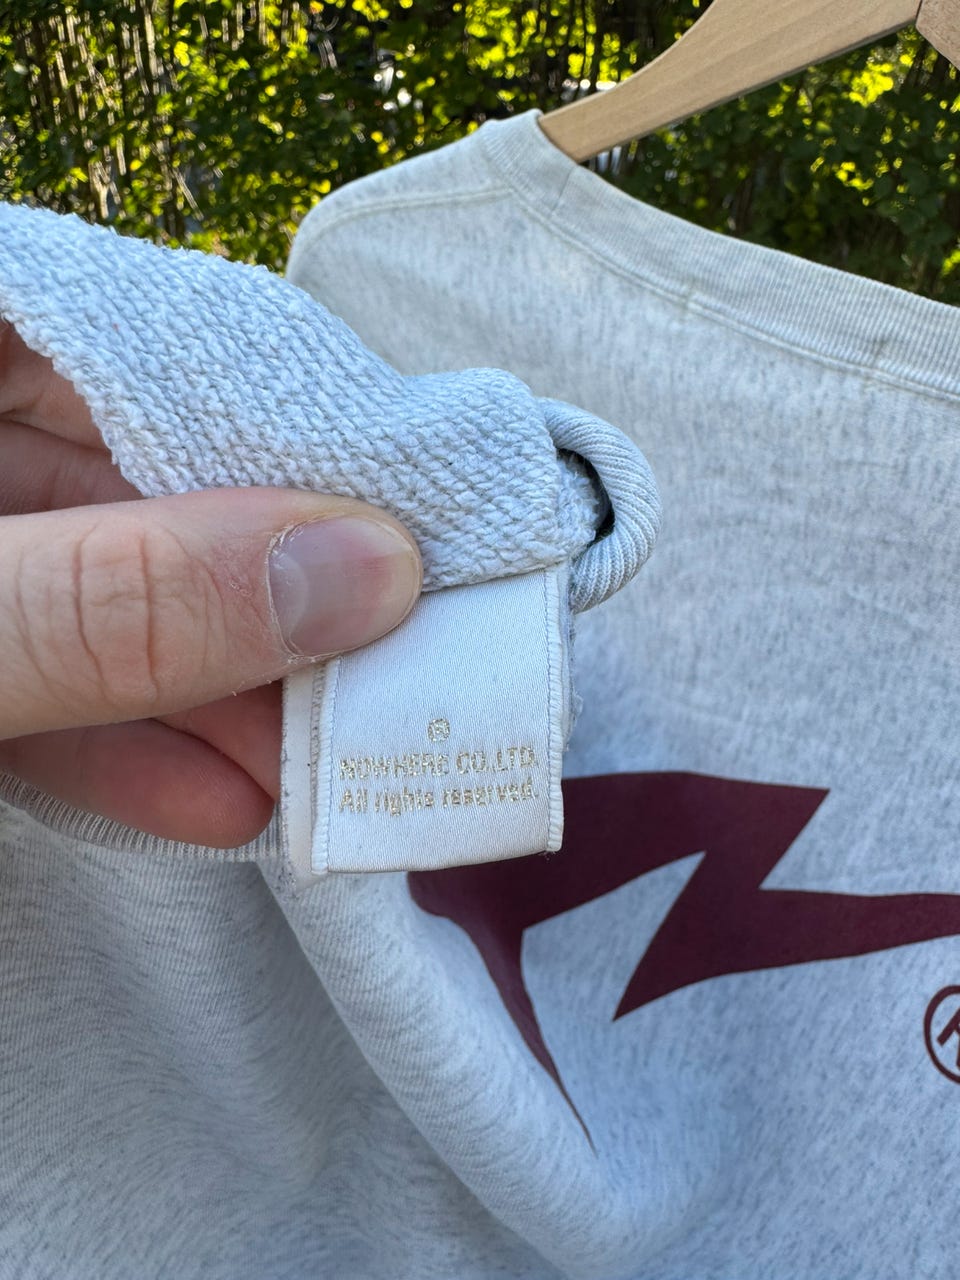 ®
NOWHERE CO.,LTD.
All rights reserved.
®